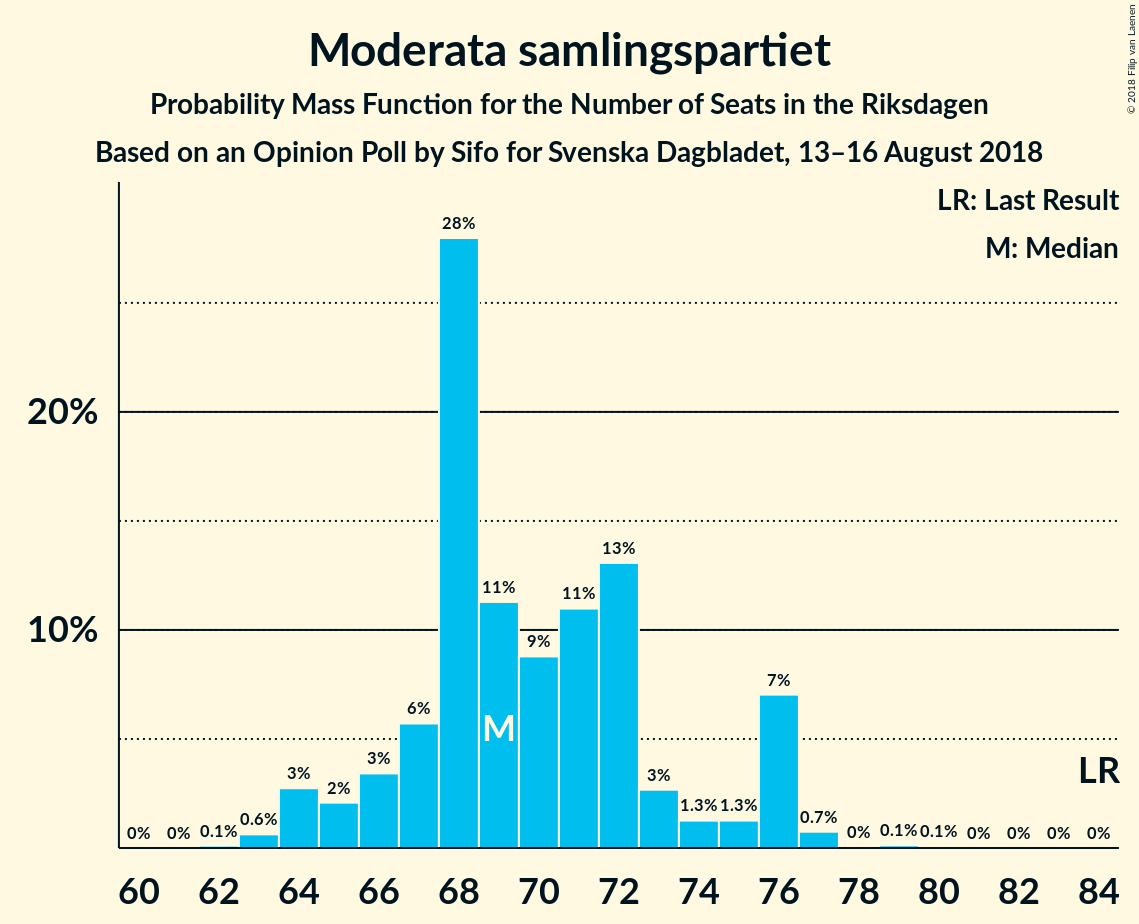 Moderata samlingspartiet
Probability Mass Function for the Number of Seats in the Riksdagen
Based on an Opinion Poll by Sifo for Svenska Dagbladet, 13–16 August 2018
© 2018 Filip van Laenen
LR: Last Result
M: Median
28%
20%
13%
11% 11%
10%
9%
7%
6%
M
3%
LR
3% 3%
2%
1.3% 1.3%
0.6% 0.7%
0% 0% 0.1% 0% 0.1% 0.1% 0% 0% 0% 0%
60 62 64 66 68 70 72 74 76 78 80 82 84